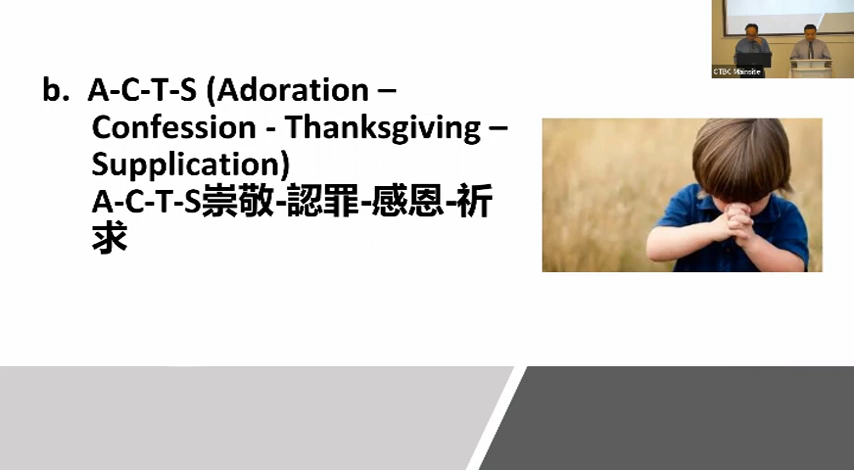 b. A-C-T-S (Adoration –
Confession - Thanksgiving –
Supplication)
A-C-T-S崇敬-認罪-感恩-祈
求
CTBC Mainsite